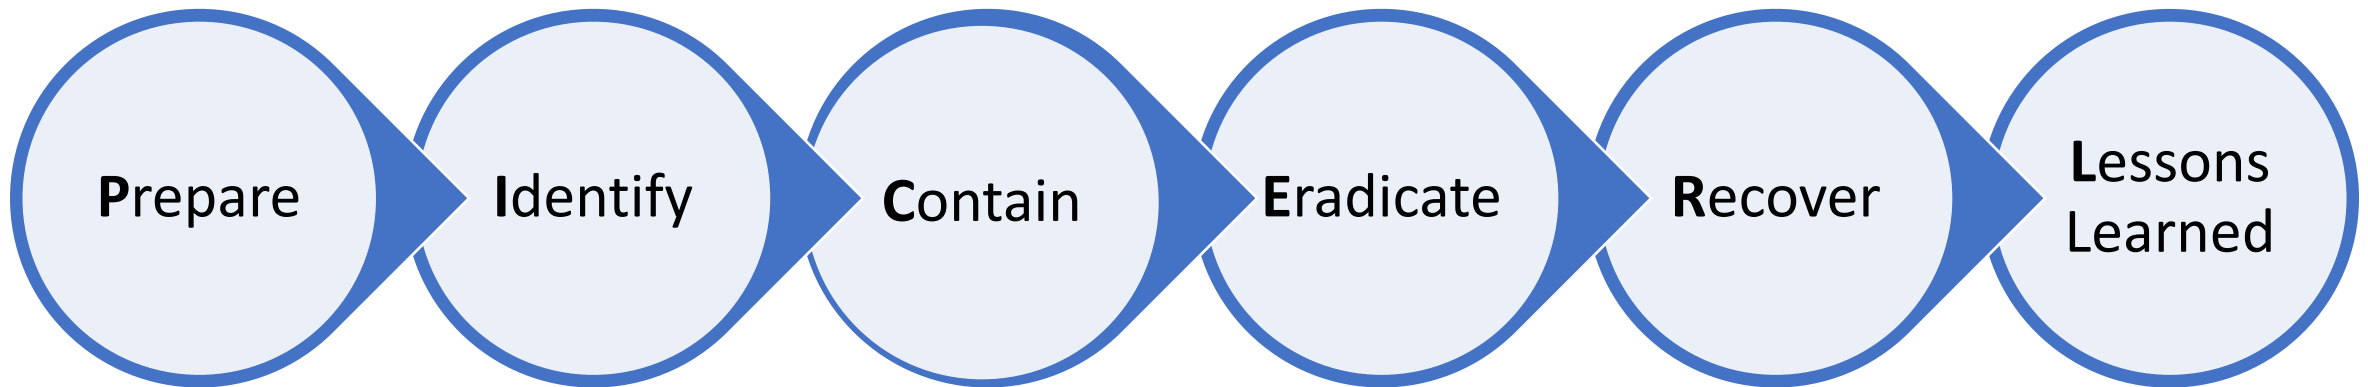 Prepare
Identify
Contain
Eradicate
Recover
Lessons
Learned